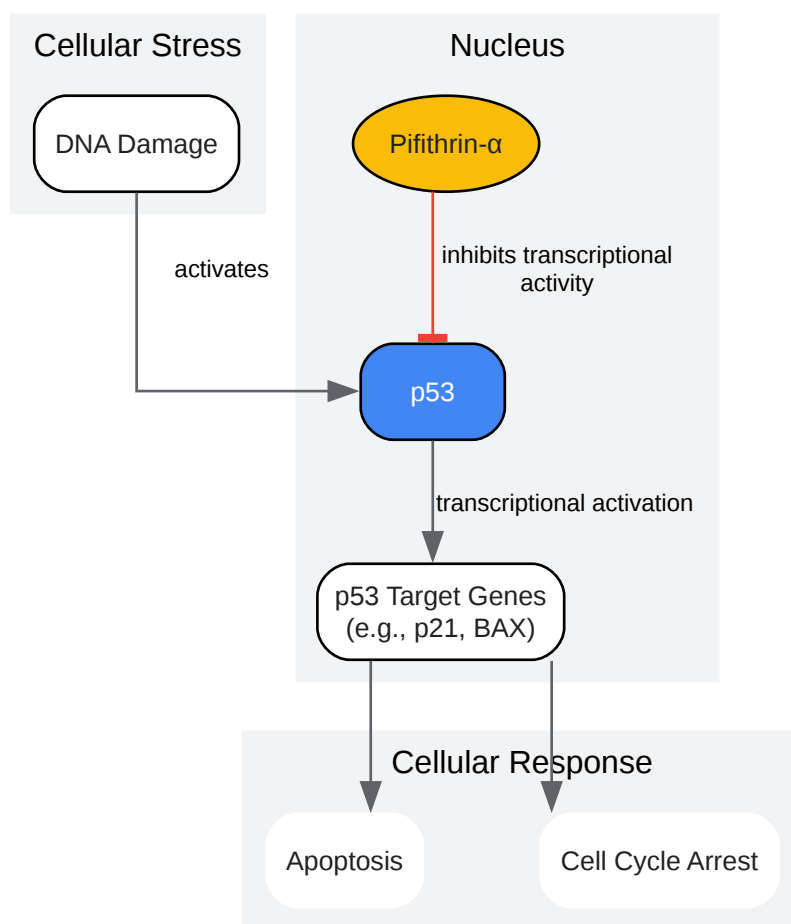 Cellular Stress
Nucleus
DNA Damage
Pifithrin-α
activates
inhibits transcriptional
activity
p53
transcriptional activation
p53 Target Genes
(e.g., p21, BAX)
Cellular Response
Apoptosis
Cell Cycle Arrest